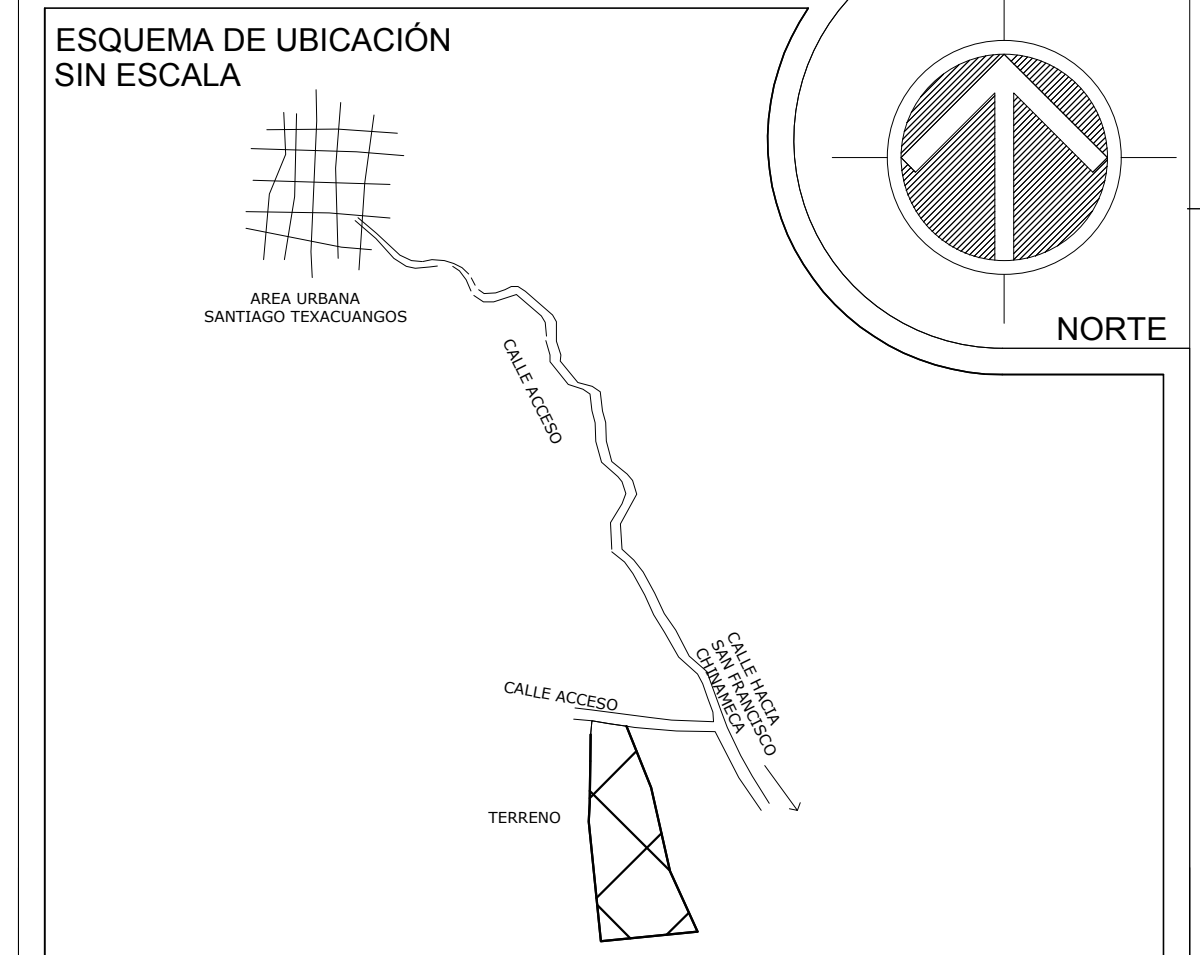 ESQUEMA DE UBICACIÓN
SIN ESCALA
NORTE
AREA URBANA
SANTIAGO TEXACUANGOS
CALLE ACCESO
CALLE HACIA
SAN FRANCISCO
CHINAMECA
CALLE ACCESO
TERRENO